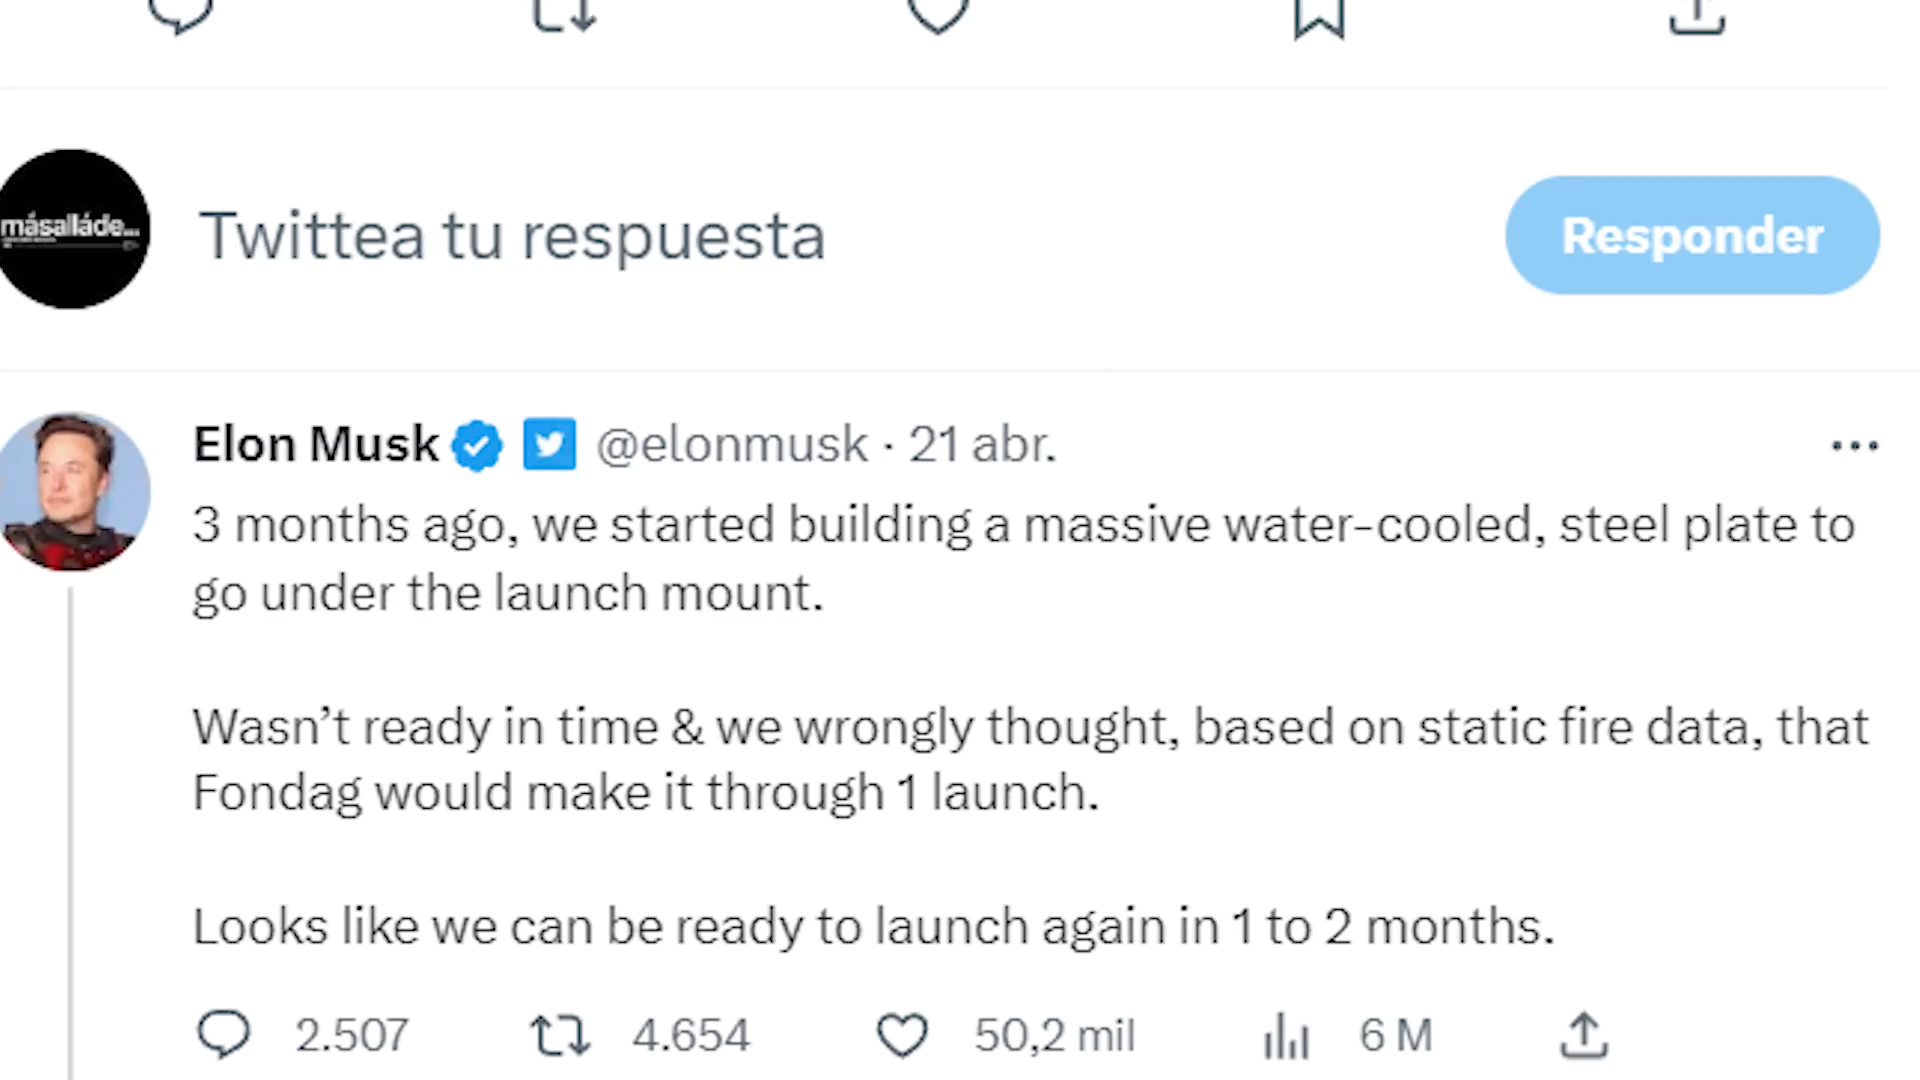 másalláde...
Twittea tu respuesta
Responder
Elon Musk @elonmusk · 21 abr.
3 months ago, we started building a massive water-cooled, steel plate to
go under the launch mount.
Wasn’t ready in time & we wrongly thought, based on static fire data, that
Fondag would make it through 1 launch.
Looks like we can be ready to launch again in 1 to 2 months.
2.507 4.654 50,2 mil 6 M